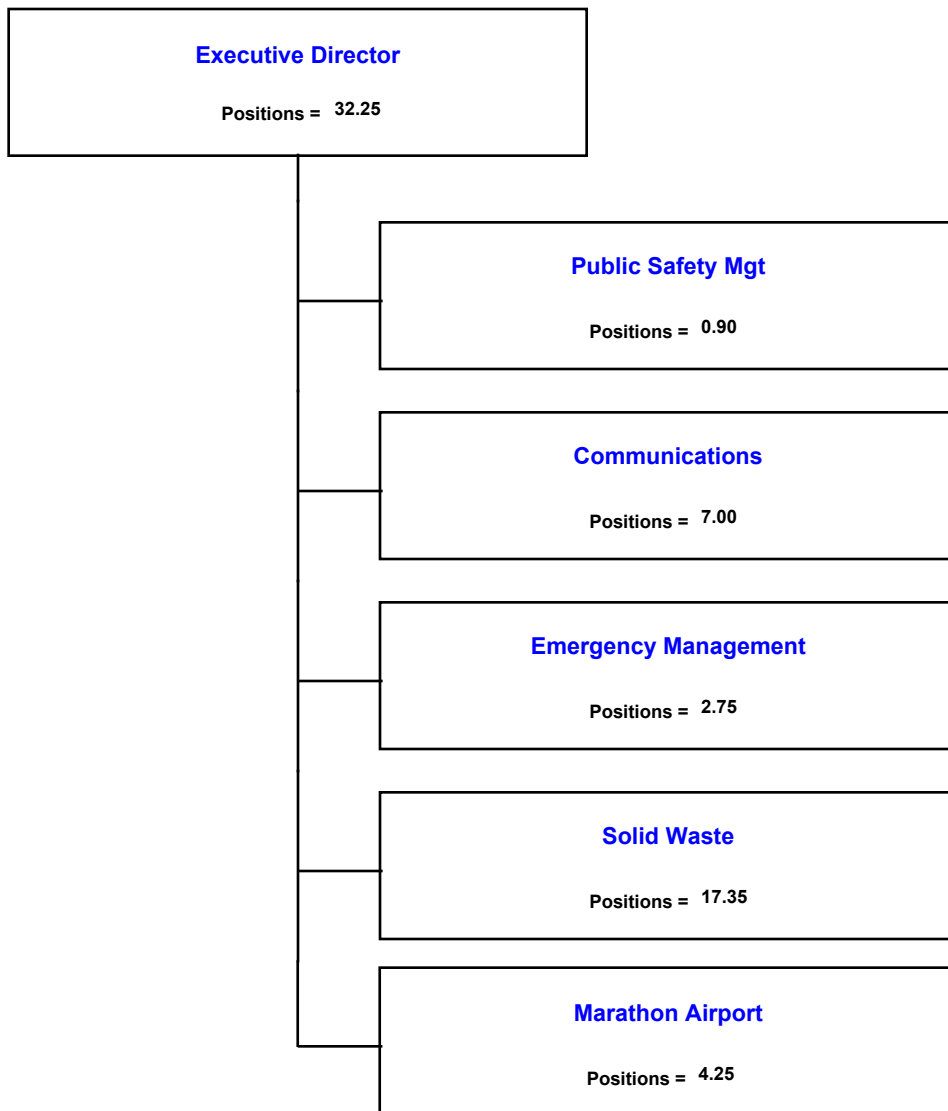 Executive Director
Positions = 32.25
Public Safety Mgt
Positions = 0.90
Communications
Positions = 7.00
Emergency Management
Positions = 2.75
Solid Waste
Positions = 17.35
Marathon Airport
Positions = 4.25